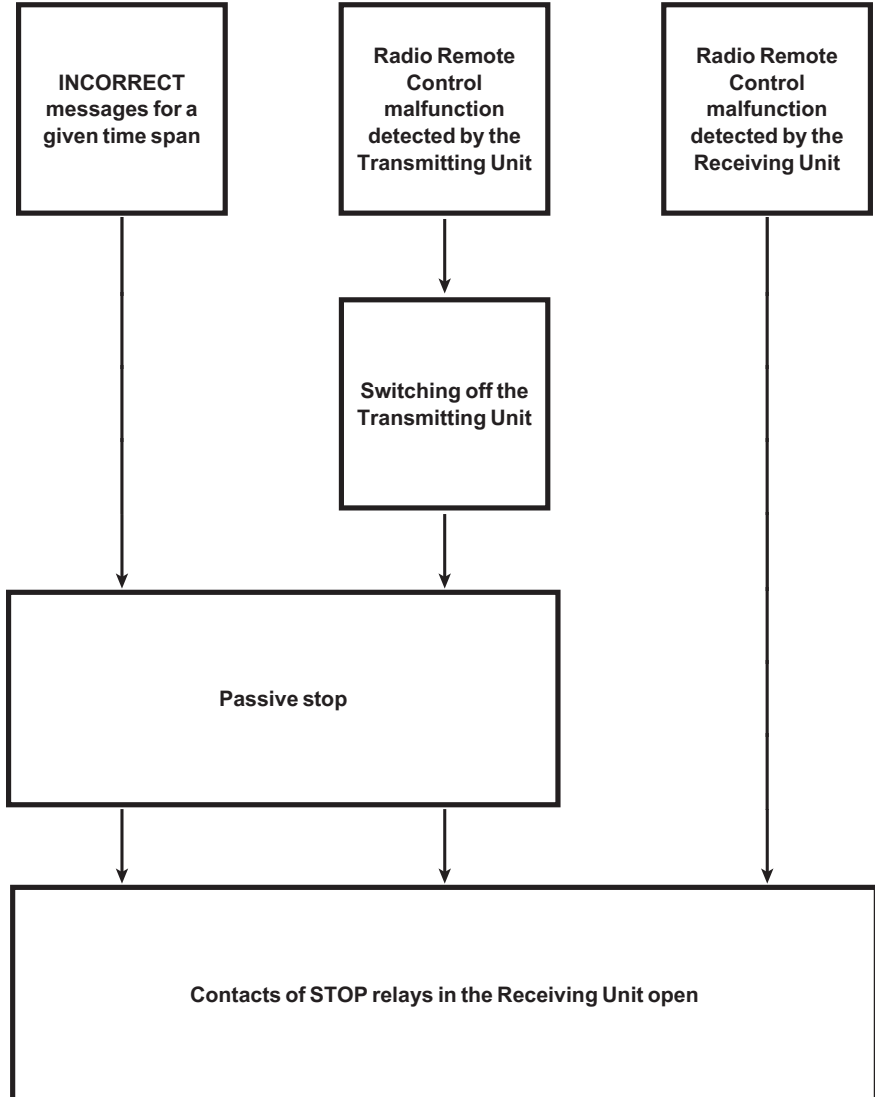 INCORRECT
messages for a
given time span
Radio Remote
Control
malfunction
detected by the
Transmitting Unit
Radio Remote
Control
malfunction
detected by the
Receiving Unit
Switching off the
Transmitting Unit
Passive stop
Contacts of STOP relays in the Receiving Unit open